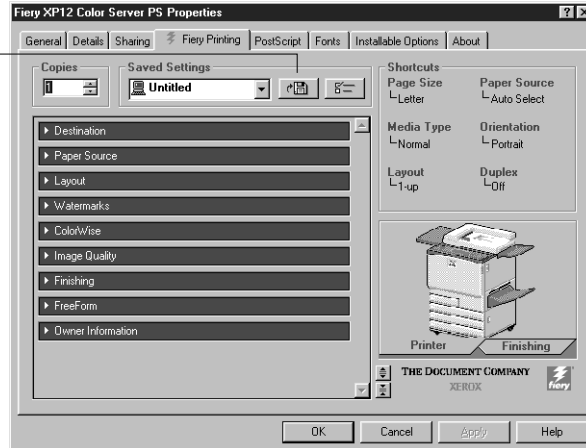 Fiery XP12 Color Server PS Properties
General Details Sharing Fiery Printing PostScript Fonts Installable Options About
Copies
1
Saved Settings
Untitled
Destination
Paper Source
Layout
Watermarks
ColorWise
Image Quality
Finishing
FreeForm
Owner Information
Shortcuts
Page Size Paper Source
Letter Auto Select
Media Type Orientation
Normal Portrait
Layout Duplex
1-up Off
Printer Finishing
THE DOCUMENT COMPANY
XEROX
fiery
OK Cancel Apply Help